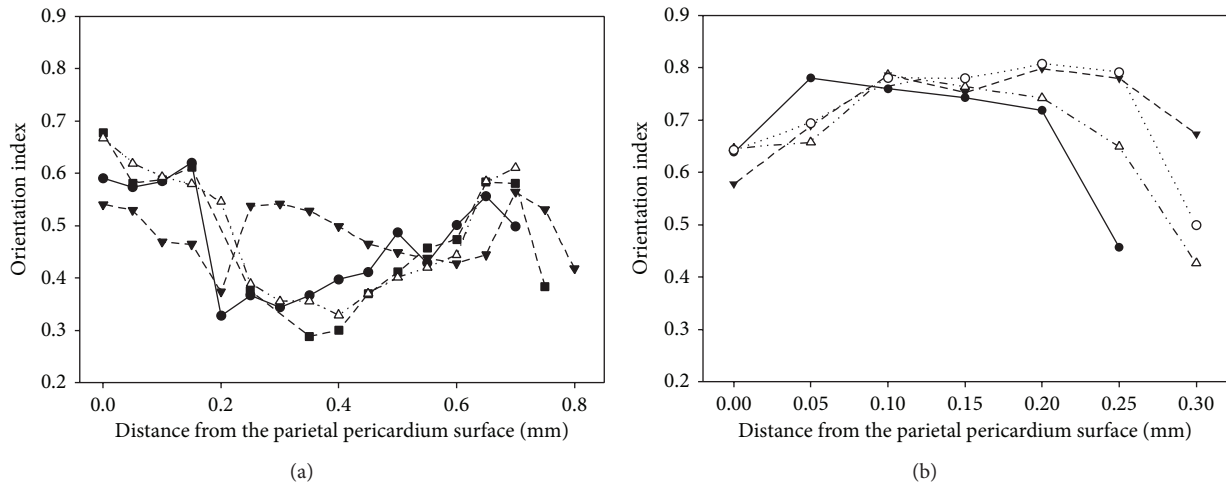 0.9
0.8
0.7
0.6
0.5
0.4
0.3
0.2
Orientation index
0.0 0.2 0.4 0.6 0.8
Distance from the parietal pericardium surface (mm)
(a)
0.9
0.8
0.7
0.6
0.5
0.4
0.3
0.2
Orientation index
0.00 0.05 0.10 0.15 0.20 0.25 0.30
Distance from the parietal pericardium surface (mm)
(b)